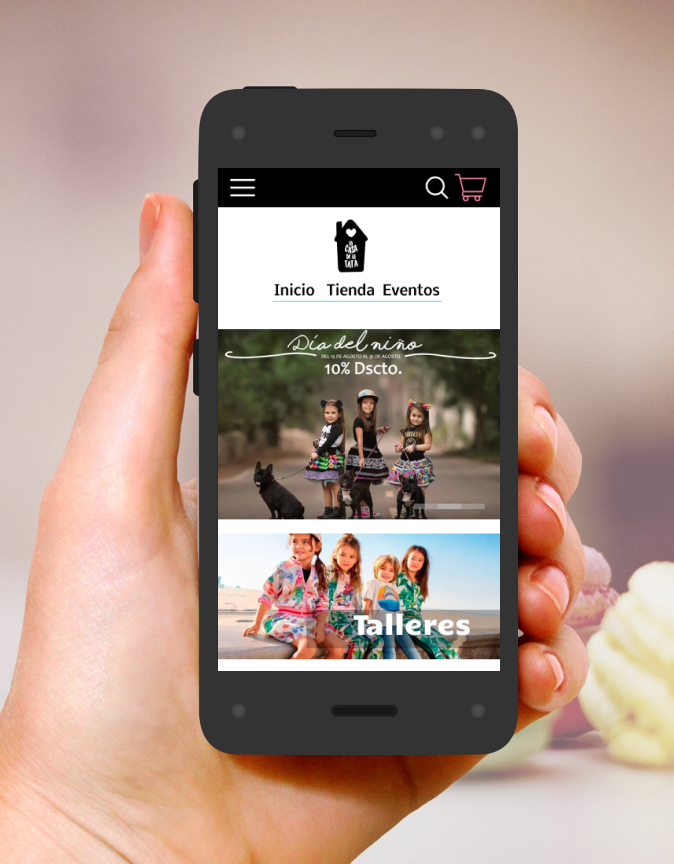 LA
CASA
DE LA
TATA
Inicio Tienda Eventos
Día del niño
DEL 15 DE AGOSTO AL 31 DE AGOSTO
10% Dscto.
Talleres